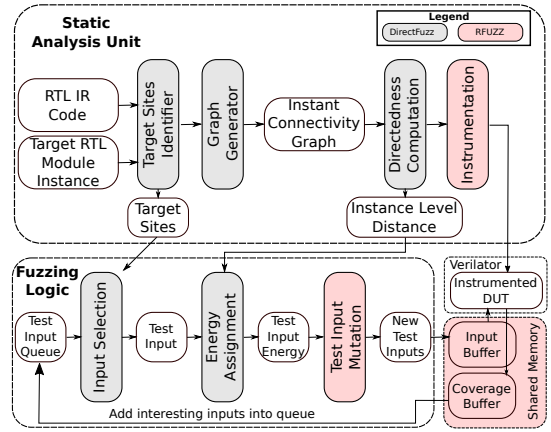 Static
Analysis Unit
Legend
DirectFuzz
RFUZZ
RTL IR
Code
Target RTL
Module
Instance
Target Sites
Identifier
Graph
Generator
Instant
Connectivity
Graph
Directedness
Computation
Instrumentation
Target
Sites
Instance Level
Distance
Fuzzing
Logic
Test
Input
Queue
Input Selection
Test
Input
Energy
Assignment
Test
Input
Energy
Test Input
Mutation
New
Test
Inputs
Verilator
Instrumented
DUT
Input
Buffer
Coverage
Buffer
Shared Memory
Add interesting inputs into queue